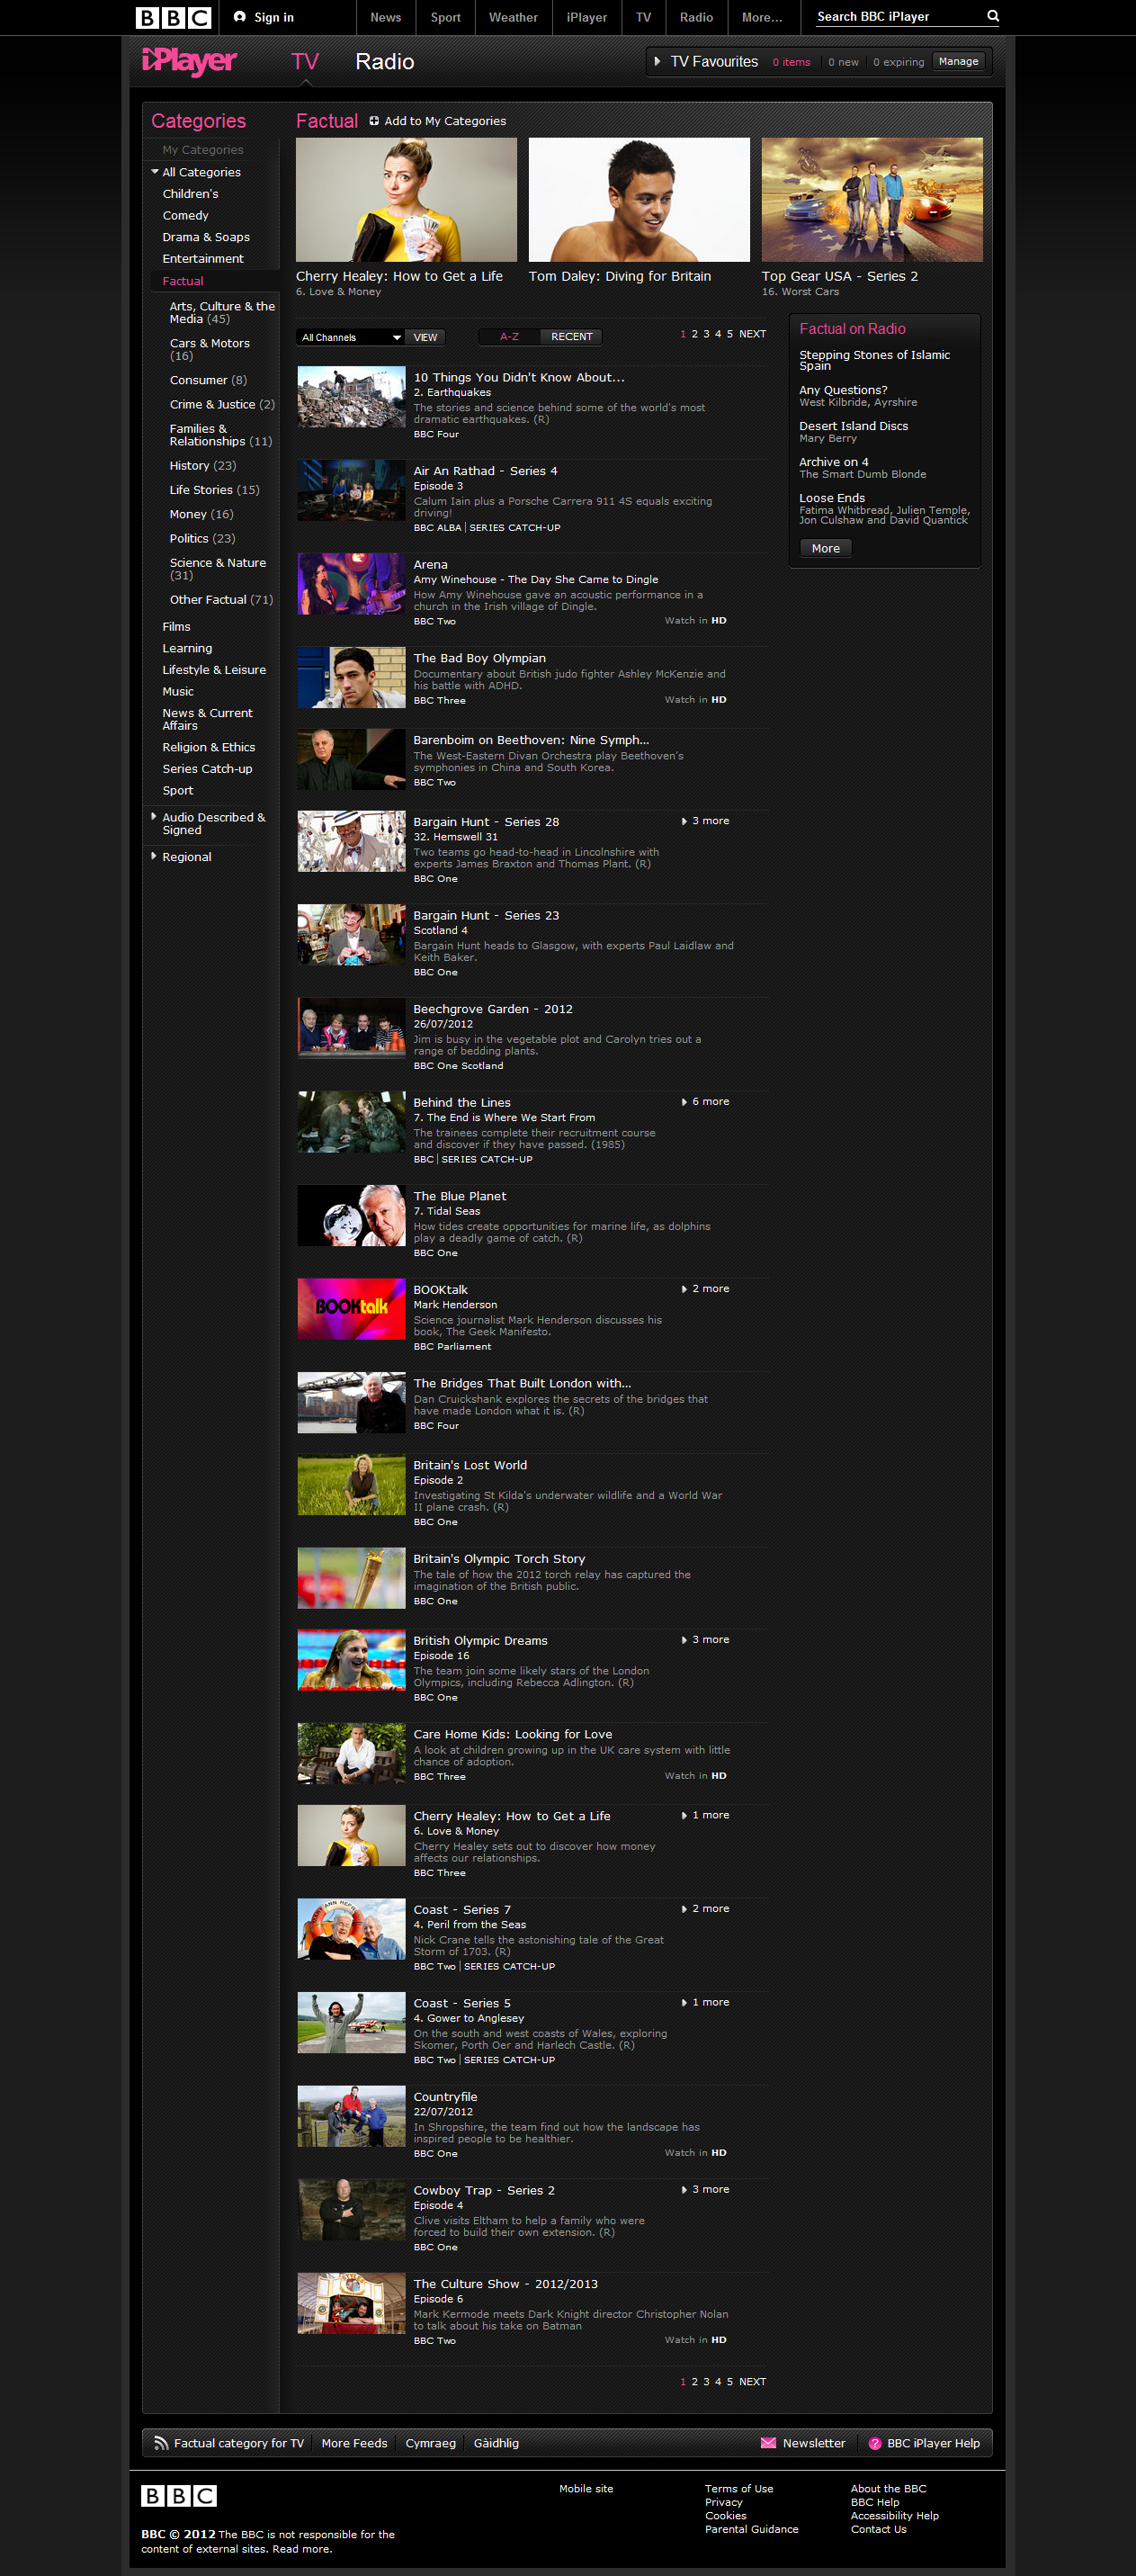 BBC
Sign in
News
Sport
Weather
iPlayer
TV
Radio
More...
Search BBC iPlayer
iPlayer
TV
Radio
TV Favourites
0 items
0 new
0 expiring
Manage
Categories
My Categories
All Categories
Children's
Comedy
Drama & Soaps
Entertainment
Factual
Arts, Culture & the
Media (45)
Cars & Motors
(16)
Consumer (8)
Crime & Justice (2)
Families &
Relationships (11)
History (23)
Life Stories (15)
Money (16)
Politics (23)
Science & Nature
(31)
Other Factual (71)
Films
Learning
Lifestyle & Leisure
Music
News & Current
Affairs
Religion & Ethics
Series Catch-up
Sport
Audio Described &
Signed
Regional
Factual
Add to My Categories
Cherry Healey: How to Get a Life
6. Love & Money
Tom Daley: Diving for Britain
Top Gear USA - Series 2
16. Worst Cars
All Channels
VIEW
A-Z
RECENT
1 2 3 4 5 NEXT
10 Things You Didn't Know About...
2. Earthquakes
The stories and science behind some of the world's most
dramatic earthquakes. (R)
BBC Four
Air An Rathad - Series 4
Episode 3
Calum Iain plus a Porsche Carrera 911 4S equals exciting
driving!
BBC ALBA | SERIES CATCH-UP
Arena
Amy Winehouse - The Day She Came to Dingle
How Amy Winehouse gave an acoustic performance in a
church in the Irish village of Dingle.
BBC Two
Watch in HD
The Bad Boy Olympian
Documentary about British judo fighter Ashley McKenzie and
his battle with ADHD.
BBC Three
Watch in HD
Barenboim on Beethoven: Nine Symph...
The West-Eastern Divan Orchestra play Beethoven's
symphonies in China and South Korea.
BBC Two
Bargain Hunt - Series 28
3 more
32. Hemswell 31
Two teams go head-to-head in Lincolnshire with
experts James Braxton and Thomas Plant. (R)
BBC One
Bargain Hunt - Series 23
Scotland 4
Bargain Hunt heads to Glasgow, with experts Paul Laidlaw and
Keith Baker.
BBC One
Beechgrove Garden - 2012
26/07/2012
Jim is busy in the vegetable plot and Carolyn tries out a
range of bedding plants.
BBC One Scotland
Behind the Lines
6 more
7. The End is Where We Start From
The trainees complete their recruitment course
and discover if they have passed. (1985)
BBC | SERIES CATCH-UP
The Blue Planet
7. Tidal Seas
How tides create opportunities for marine life, as dolphins
play a deadly game of catch. (R)
BBC One
BOOKtalk
BOOKtalk
2 more
Mark Henderson
Science journalist Mark Henderson discusses his
book, The Geek Manifesto.
BBC Parliament
The Bridges That Built London with...
Dan Cruickshank explores the secrets of the bridges that
have made London what it is. (R)
BBC Four
Britain's Lost World
Episode 2
Investigating St Kilda's underwater wildlife and a World War
II plane crash. (R)
BBC One
Britain's Olympic Torch Story
The tale of how the 2012 torch relay has captured the
imagination of the British public.
BBC One
British Olympic Dreams
3 more
Episode 16
The team join some likely stars of the London
Olympics, including Rebecca Adlington. (R)
BBC One
Care Home Kids: Looking for Love
A look at children growing up in the UK care system with little
chance of adoption.
BBC Three
Watch in HD
Cherry Healey: How to Get a Life
1 more
6. Love & Money
Cherry Healey sets out to discover how money
affects our relationships.
BBC Three
Coast - Series 7
2 more
4. Peril from the Seas
Nick Crane tells the astonishing tale of the Great
Storm of 1703. (R)
BBC Two | SERIES CATCH-UP
Coast - Series 5
1 more
4. Gower to Anglesey
On the south and west coasts of Wales, exploring
Skomer, Porth Oer and Harlech Castle. (R)
BBC Two | SERIES CATCH-UP
Countryfile
22/07/2012
In Shropshire, the team find out how the landscape has
inspired people to be healthier.
BBC One
Watch in HD
Cowboy Trap - Series 2
3 more
Episode 4
Clive visits Eltham to help a family who were
forced to build their own extension. (R)
BBC One
The Culture Show - 2012/2013
Episode 6
Mark Kermode meets Dark Knight director Christopher Nolan
to talk about his take on Batman
BBC Two
Watch in HD
1 2 3 4 5 NEXT
Factual on Radio
Stepping Stones of Islamic
Spain
Any Questions?
West Kilbride, Ayrshire
Desert Island Discs
Mary Berry
Archive on 4
The Smart Dumb Blonde
Loose Ends
Fatima Whitbread, Julien Temple,
Jon Culshaw and David Quantick
More
Factual category for TV
More Feeds
Cymraeg
Gàidhlig
Newsletter
? BBC iPlayer Help
BBC
BBC © 2012 The BBC is not responsible for the
content of external sites. Read more.
Mobile site
Terms of Use
Privacy
Cookies
Parental Guidance
About the BBC
BBC Help
Accessibility Help
Contact Us